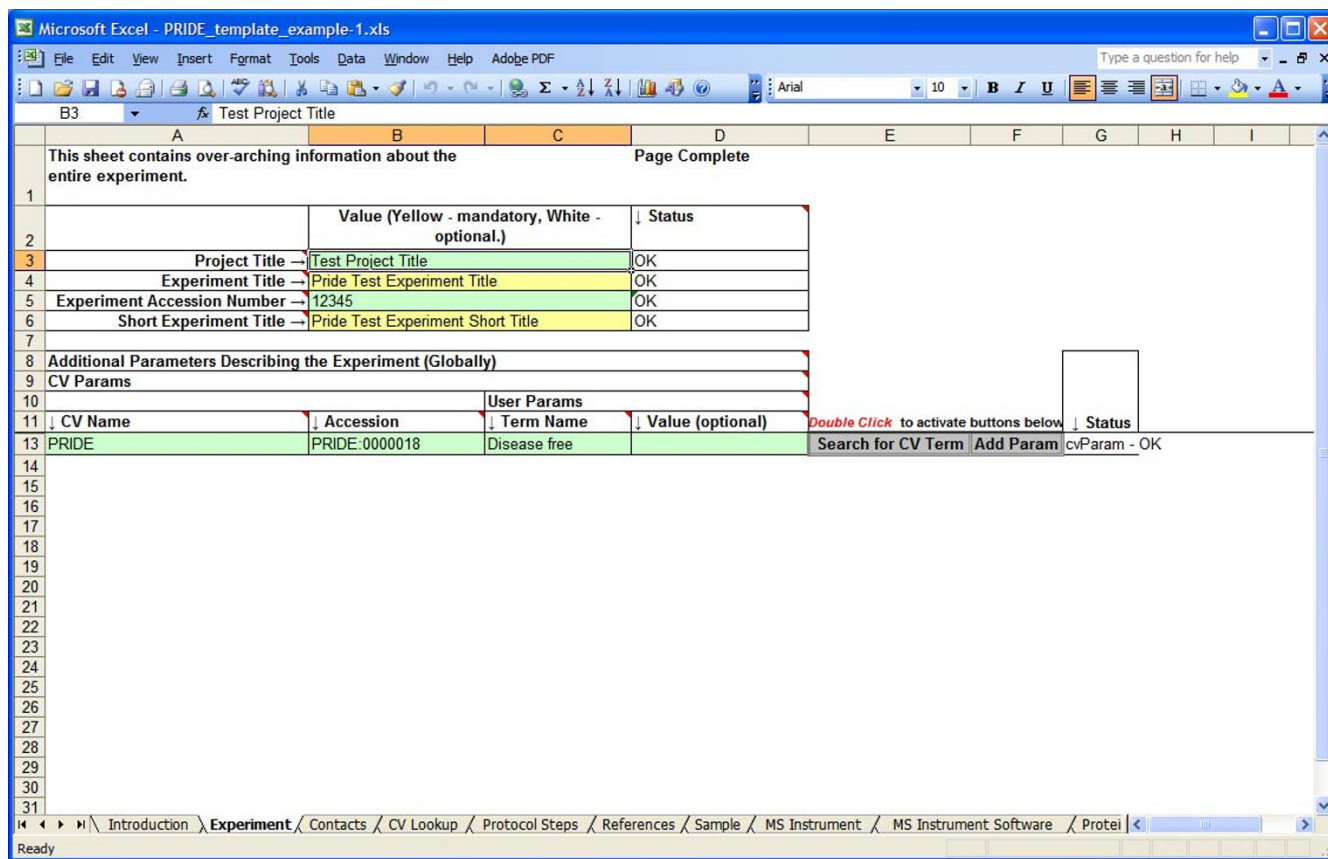 Microsoft Excel - PRIDE_template_example-1.xls
File Edit View Insert Format Tools Data Window Help Adobe PDF Type a question for help
Arial 10 B I U
B3 fx Test Project Title
A B C D E F G H I
1 This sheet contains over-arching information about the entire experiment. Page Complete
2 Value (Yellow - mandatory, White - optional.) ↓ Status
3 Project Title → Test Project Title OK
4 Experiment Title → Pride Test Experiment Title OK
5 Experiment Accession Number → 12345 OK
6 Short Experiment Title → Pride Test Experiment Short Title OK
7
8 Additional Parameters Describing the Experiment (Globally)
9 CV Params
10 User Params
11 ↓ CV Name ↓ Accession ↓ Term Name ↓ Value (optional) Double Click to activate buttons below ↓ Status
13 PRIDE PRIDE:0000018 Disease free Search for CV Term Add Param cvParam - OK
14
15
16
17
18
19
20
21
22
23
24
25
26
27
28
29
30
31
Introduction Experiment Contacts CV Lookup Protocol Steps References Sample MS Instrument MS Instrument Software Protei
Ready